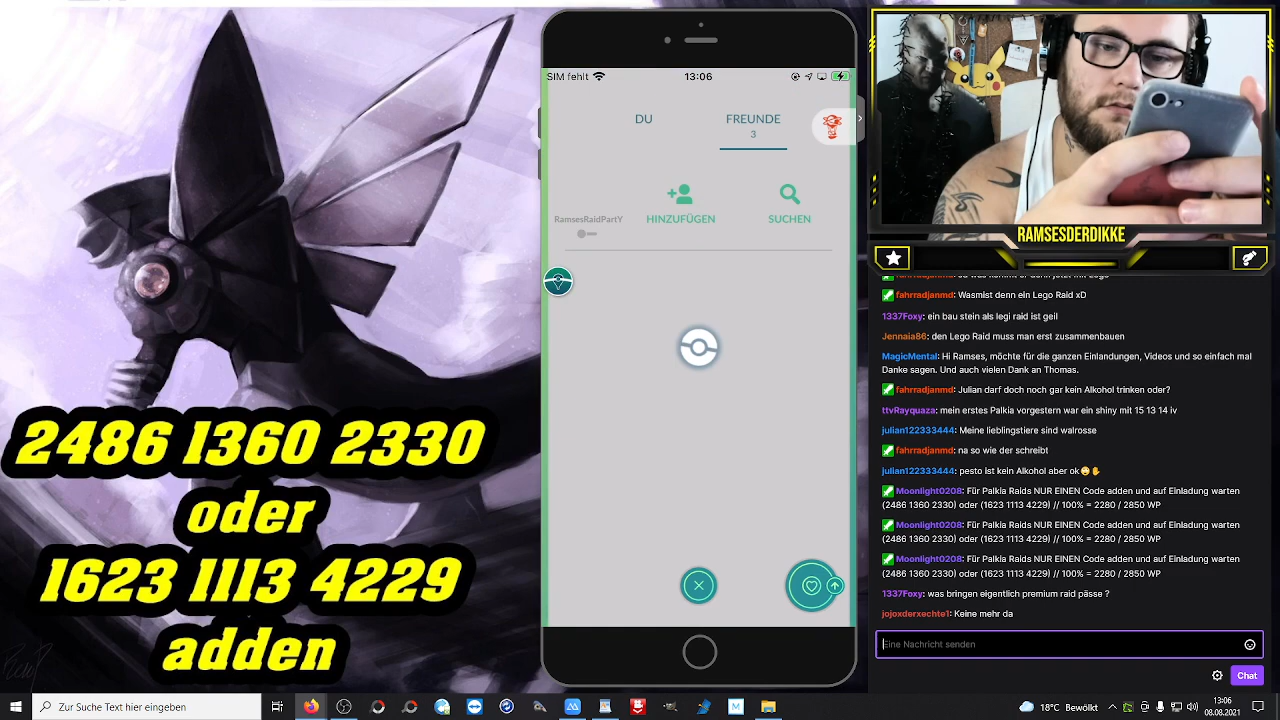 2486 1360 2330
oder
1623 1113 4229
adden
SIM fehlt
13:06
DU
FREUNDE
3
RamsesRaidPartY
HINZUFÜGEN
SUCHEN
RAMSESDERDIKKE
fahrradjanmd: Wasmist denn ein Lego Raid xD
1337Foxy: ein bau stein als legi raid ist geil
Jennaia86: den Lego Raid muss man erst zusammenbauen
MagicMental: Hi Ramses, möchte für die ganzen Einlandungen, Videos und so einfach mal
Danke sagen. Und auch vielen Dank an Thomas.
fahrradjanmd: Julian darf doch noch gar kein Alkohol trinken oder?
ttvRayquaza: mein erstes Palkia vorgestern war ein shiny mit 15 13 14 iv
julian122333444: Meine lieblingstiere sind walrosse
fahrradjanmd: na so wie der schreibt
julian122333444: pesto ist kein Alkohol aber ok
Moonlight0208: Für Palkia Raids NUR EINEN Code adden und auf Einladung warten
(2486 1360 2330) oder (1623 1113 4229) // 100% = 2280 / 2850 WP
Moonlight0208: Für Palkia Raids NUR EINEN Code adden und auf Einladung warten
(2486 1360 2330) oder (1623 1113 4229) // 100% = 2280 / 2850 WP
Moonlight0208: Für Palkia Raids NUR EINEN Code adden und auf Einladung warten
(2486 1360 2330) oder (1623 1113 4229) // 100% = 2280 / 2850 WP
1337Foxy: was bringen eigentlich premium raid pässe ?
jojoxderxechte1: Keine mehr da
Eine Nachricht senden
Chat
Zur Suche Text hier eingeben
18°C Bewölkt
13:06
08.08.2021